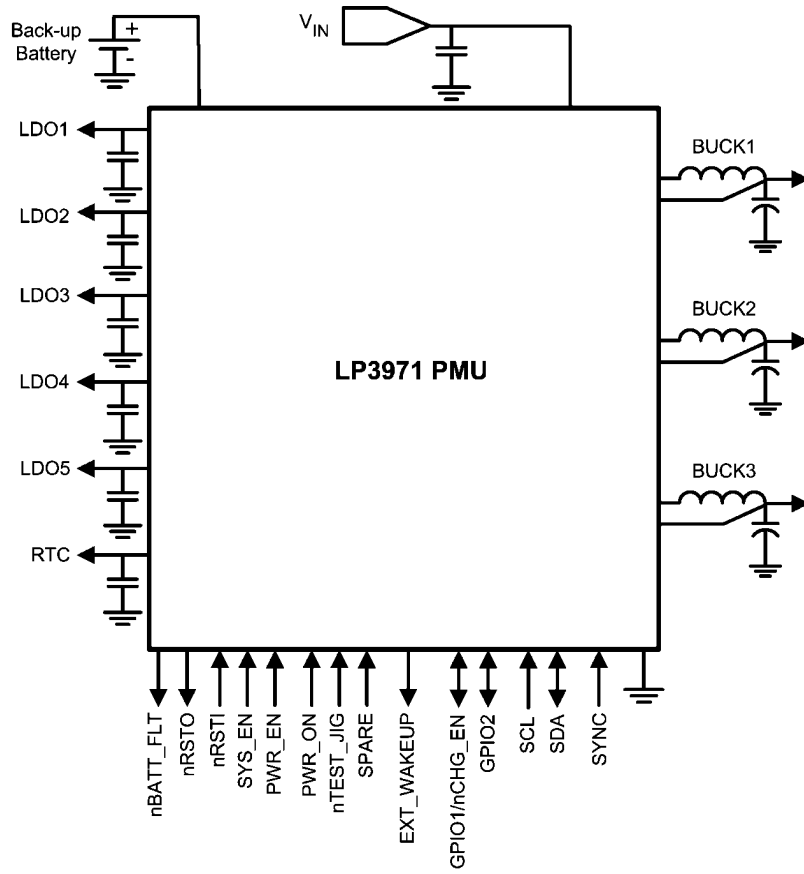 Back-up
Battery
+
-
VIN
LDO1
LDO2
LDO3
LDO4
LDO5
RTC
LP3971 PMU
BUCK1
BUCK2
BUCK3
nBATT_FLT
nRSTO
nRSTI
SYS_EN
PWR_EN
PWR_ON
nTEST_JIG
SPARE
EXT_WAKEUP
GPIO1/nCHG_EN
GPIO2
SCL
SDA
SYNC